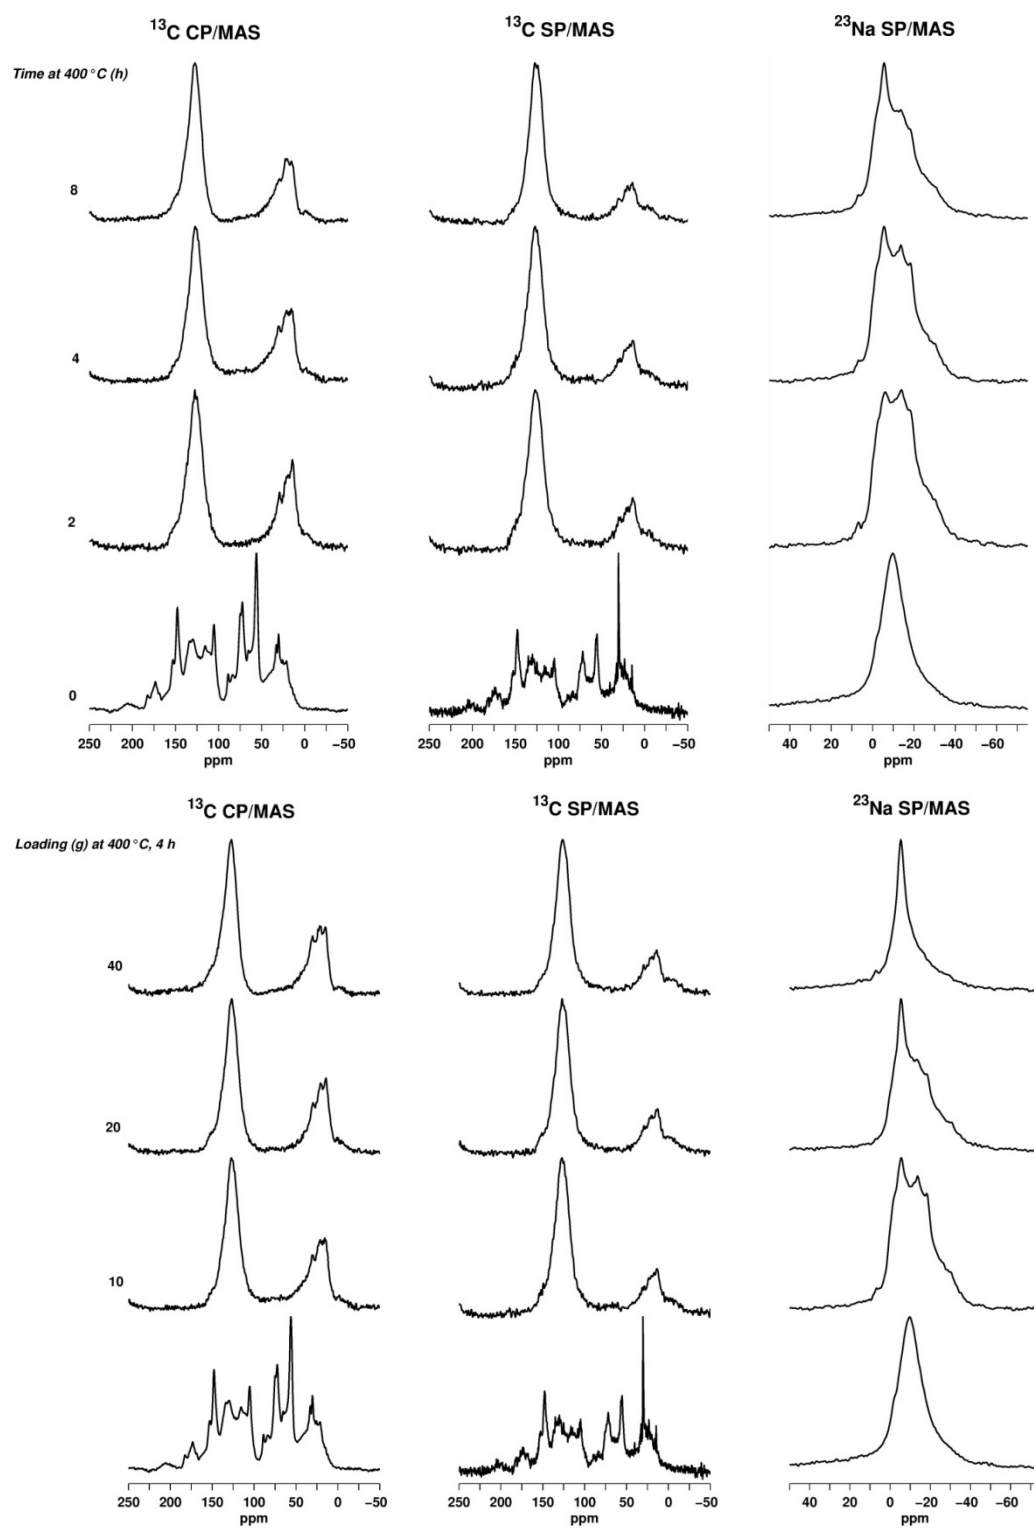 13C CP/MAS 13C SP/MAS 23Na SP/MAS
Time at 400 °C (h)
8
4
2
0
250 200 150 100 50 0 −50 250 200 150 100 50 0 −50 40 20 0 −20 −40 −60
ppm ppm ppm
13C CP/MAS 13C SP/MAS 23Na SP/MAS
Loading (g) at 400 °C, 4 h
40
20
10
250 200 150 100 50 0 −50 250 200 150 100 50 0 −50 40 20 0 −20 −40 −60
ppm ppm ppm